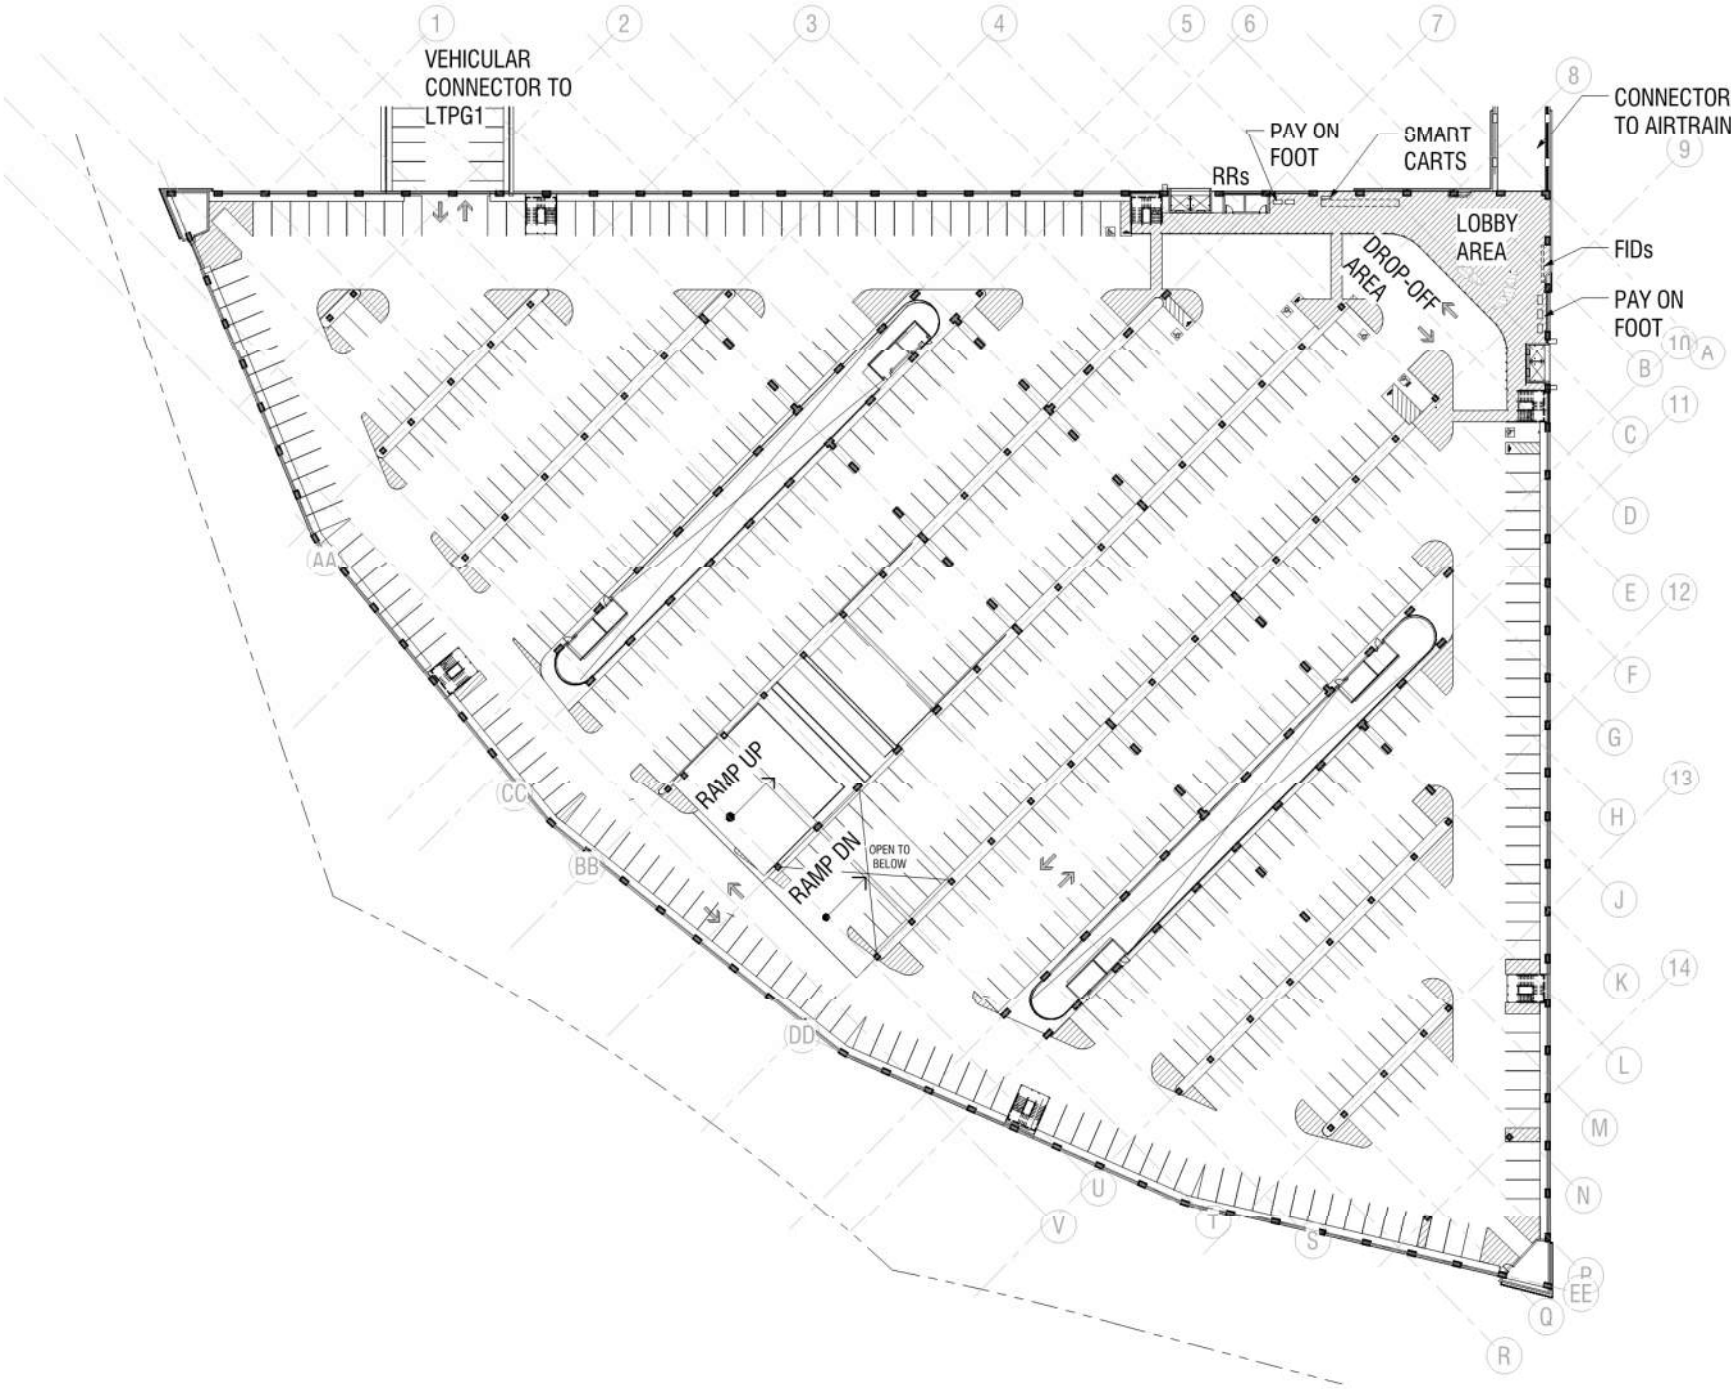 1
2
3
4
5
6
7
8
VEHICULAR
CONNECTOR TO
LTPG1
CONNECTOR
TO AIRTRAIN
PAY ON
FOOT
SMART
CARTS
9
RRs
LOBBY
AREA
DROP-OFF
AREA
FIDs
PAY ON
FOOT
10
A
B
11
C
D
AA
E
12
F
G
RAMP UP
13
CC
H
OPEN TO
BELOW
BB
RAMP DN
J
14
K
DD
L
M
U
N
V
T
S
P
EE
Q
R